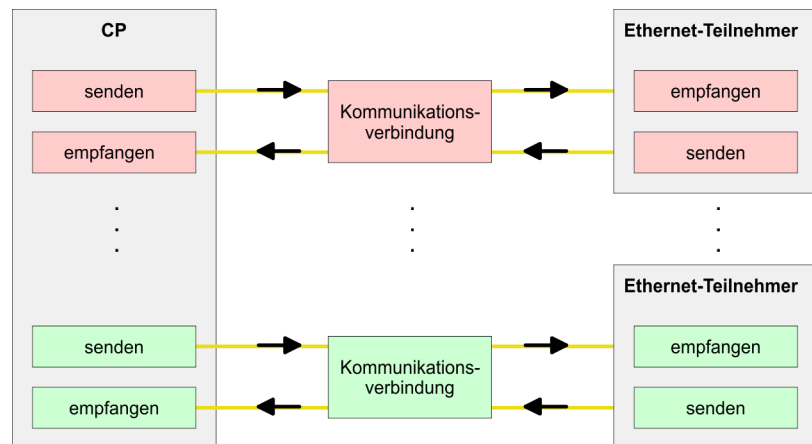 CP
Ethernet-Teilnehmer
senden
Kommunikations-
verbindung
empfangen
empfangen
senden
Ethernet-Teilnehmer
senden
Kommunikations-
verbindung
empfangen
empfangen
senden